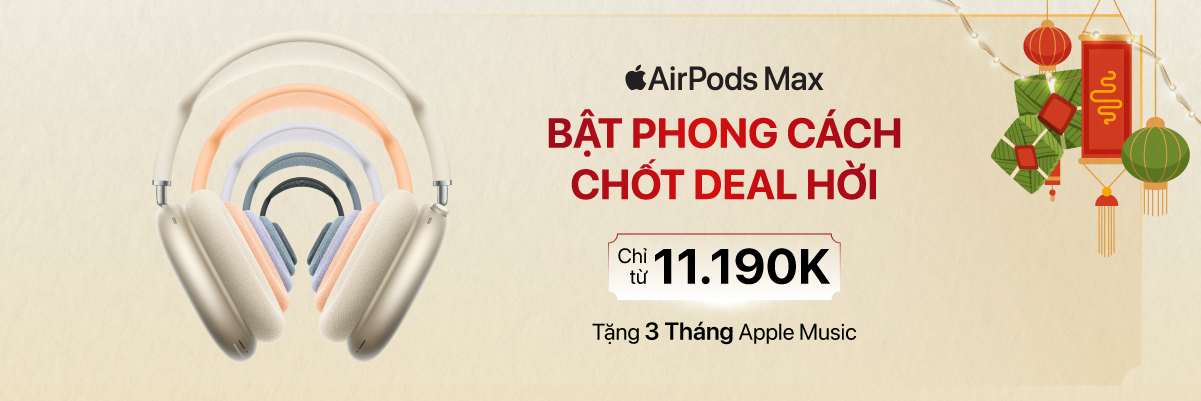 AirPods Max
BẬT PHONG CÁCH
CHỐT DEAL HỜI
Chỉ từ 11.190K
Tặng 3 Tháng Apple Music